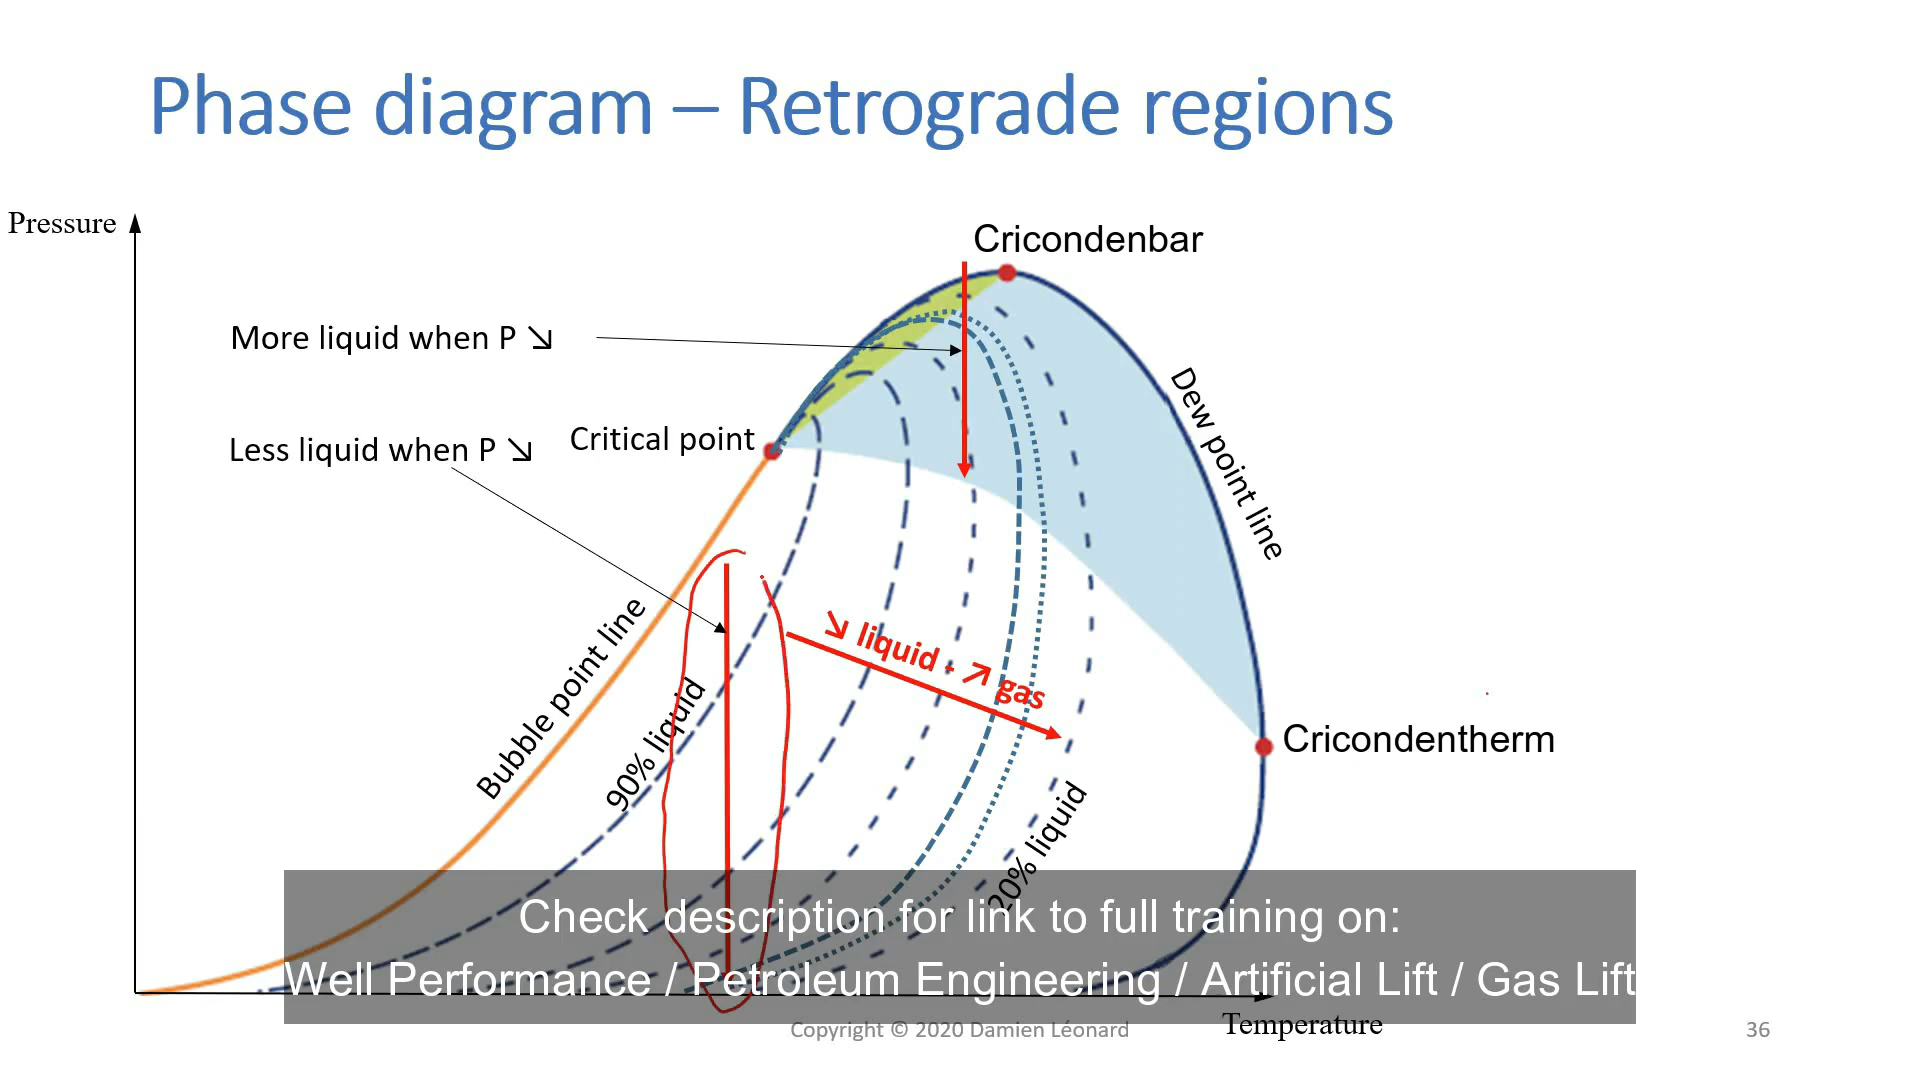 Phase diagram – Retrograde regions
Pressure
Cricondenbar
More liquid when P ↘
Critical point
Less liquid when P ↘
Dew point line
Bubble point line
90% liquid
↘ liquid - ↗ gas
Cricondentherm
20% liquid
Check description for link to full training on:
Well Performance / Petroleum Engineering / Artificial Lift / Gas Lift
Temperature
Copyright © 2020 Damien Léonard
36